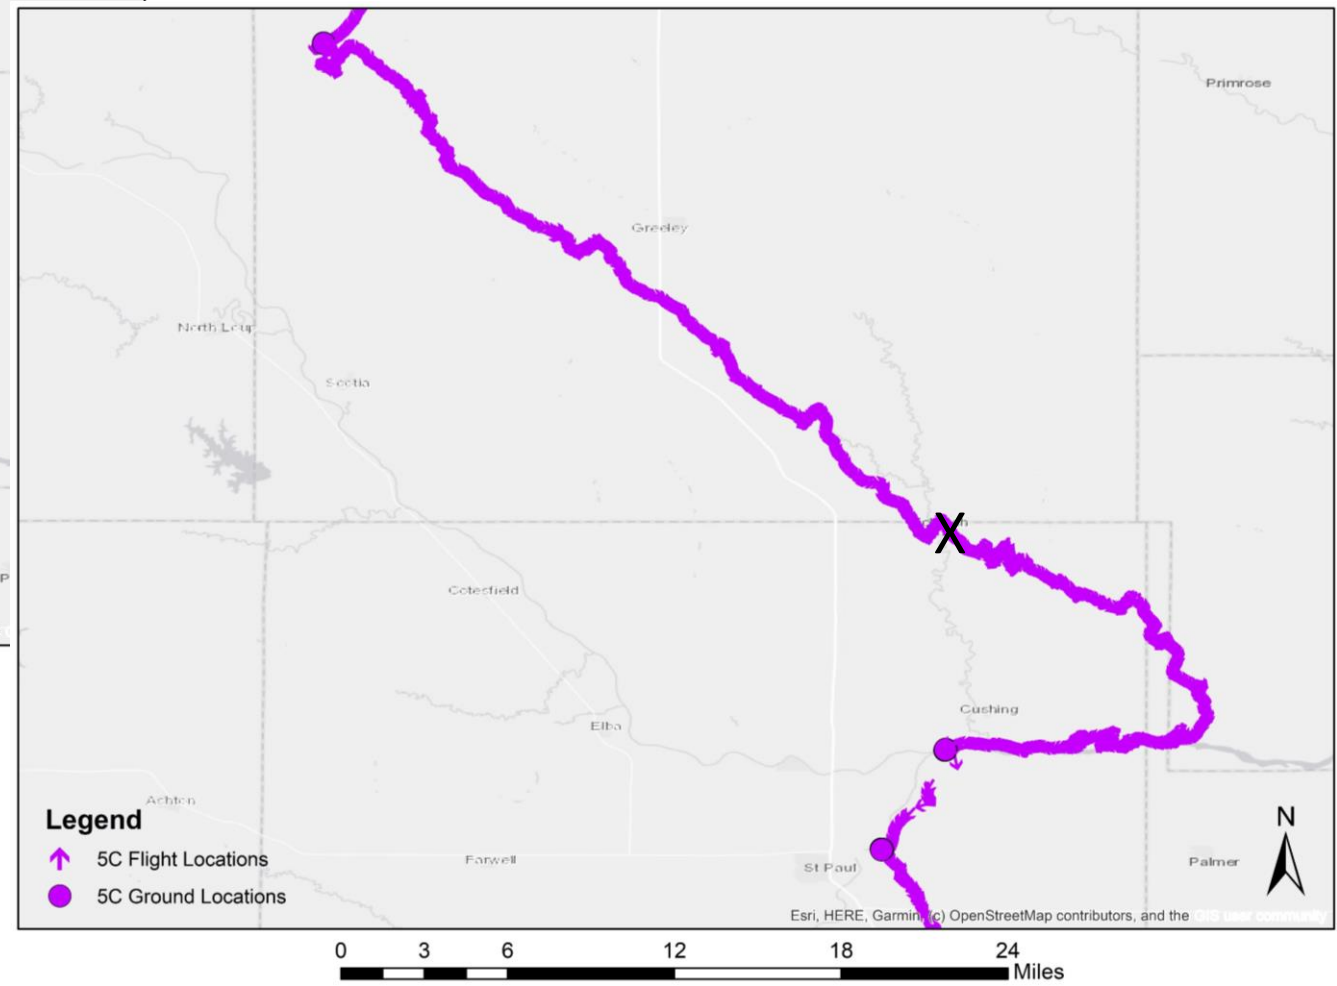 Primrose
Greeley
North Loup
Scotia
X
Cotesfield
Cushing
Elba
Ashton
Farwell
St Paul
Palmer
N
Legend
5C Flight Locations
5C Ground Locations
Esri, HERE, Garmin, (c) OpenStreetMap contributors, and the GIS user community
0 3 6 12 18 24
Miles
P